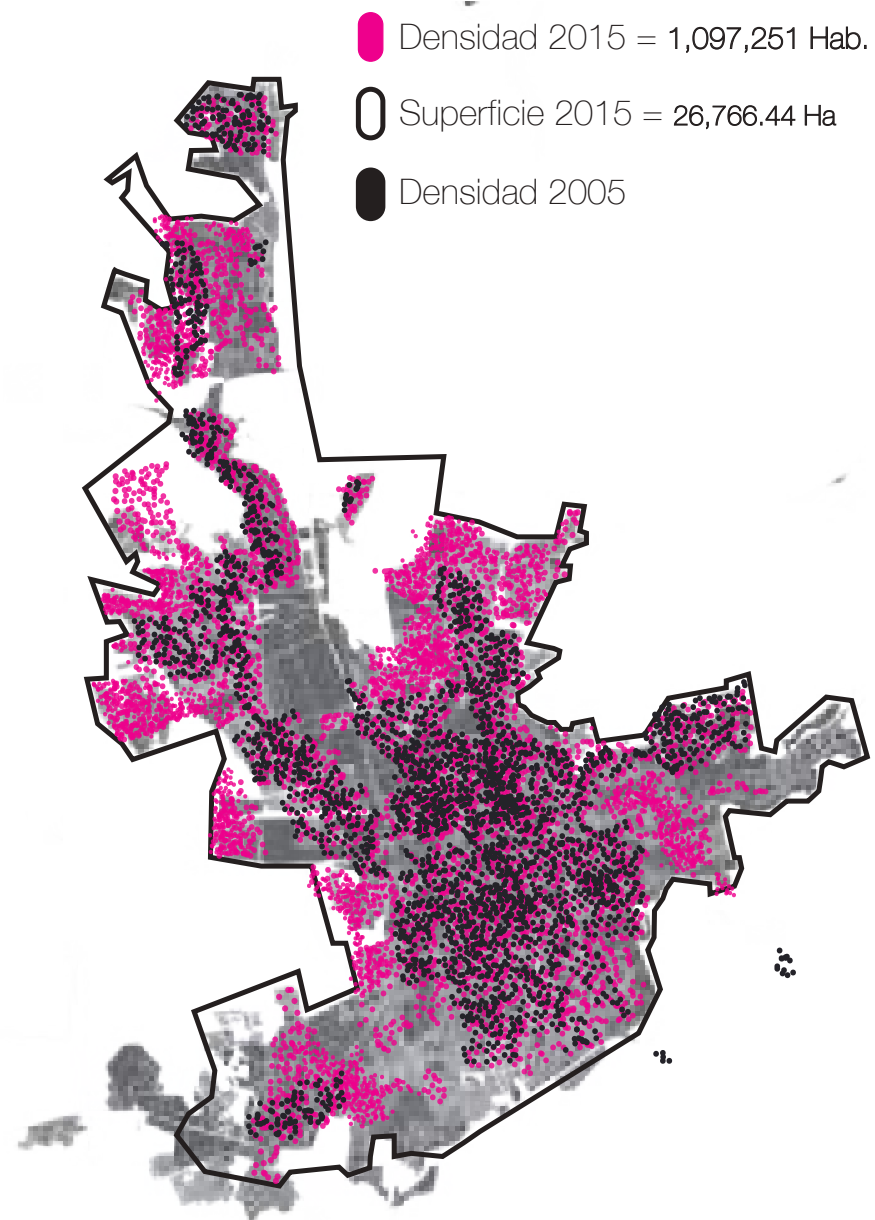 Densidad 2015 = 1,097,251 Hab.
Superficie 2015 = 26,766.44 Ha
Densidad 2005